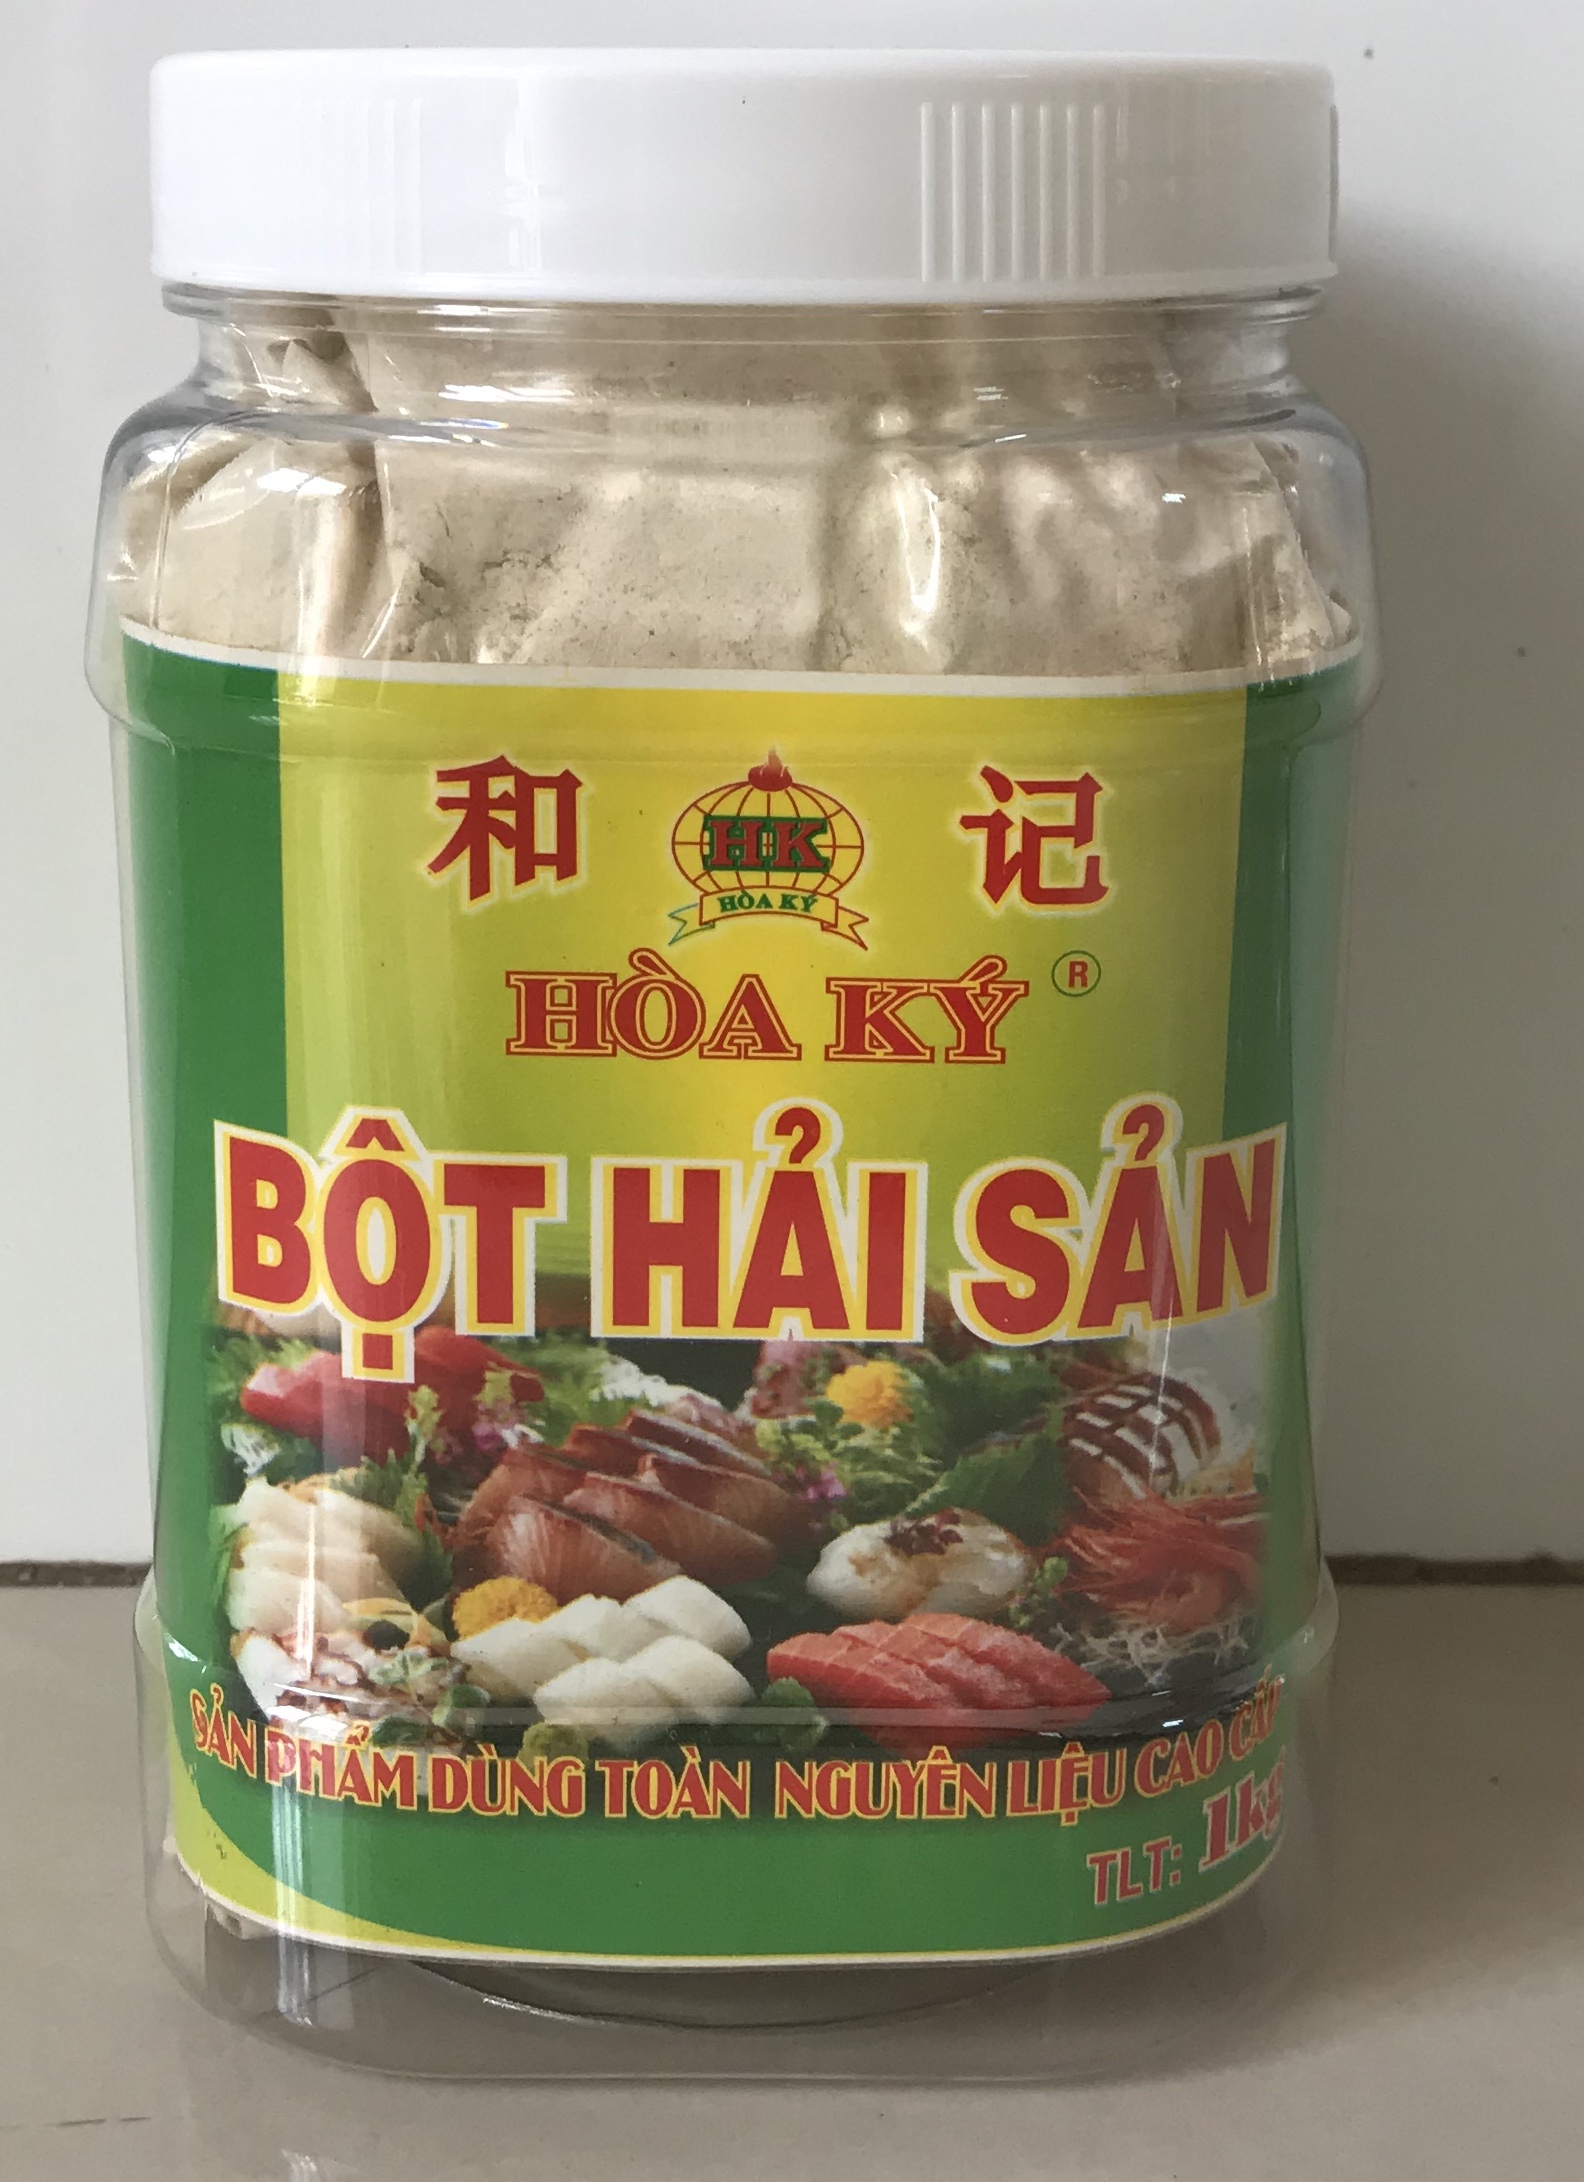 和 记
HK
HÒA KÝ
HÒA KÝ ®
BỘT HẢI SẢN
SẢN PHẨM DÙNG TOÀN NGUYÊN LIỆU CAO CẤP
TLT: 1kg